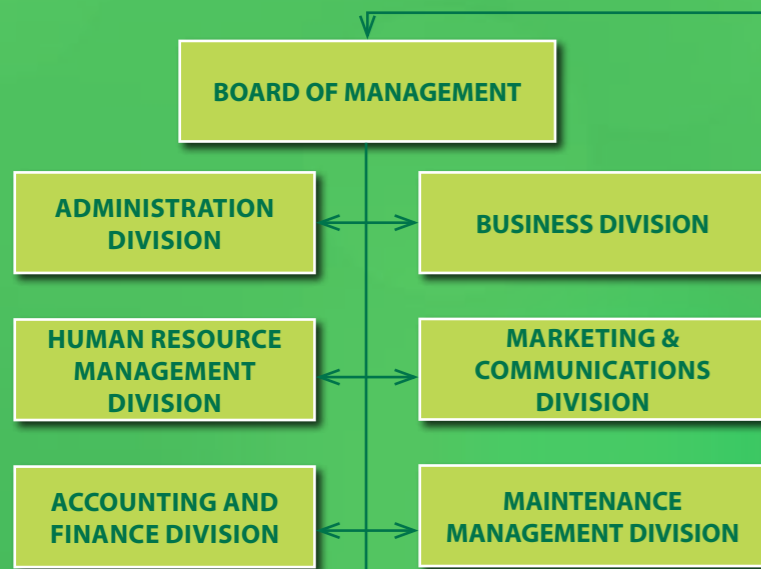 BOARD OF MANAGEMENT
ADMINISTRATION
DIVISION
BUSINESS DIVISION
HUMAN RESOURCE
MANAGEMENT
DIVISION
MARKETING &
COMMUNICATIONS
DIVISION
ACCOUNTING AND
FINANCE DIVISION
MAINTENANCE
MANAGEMENT DIVISION